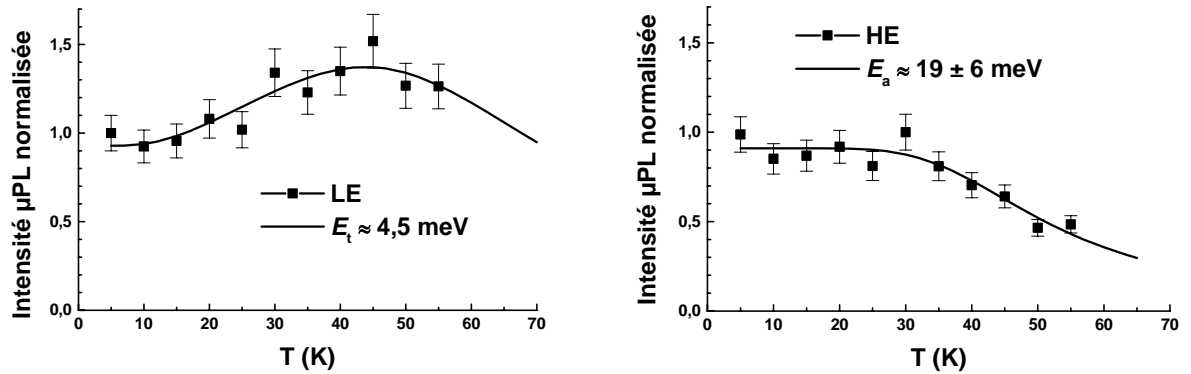 Intensité µPL normalisée
1,5
1,0
0,5
0,0
LE
E_t ≈ 4,5 meV
0 10 20 30 40 50 60 70
T (K)
Intensité µPL normalisée
1,5
1,0
0,5
0,0
HE
E_a ≈ 19 ± 6 meV
0 10 20 30 40 50 60 70
T (K)